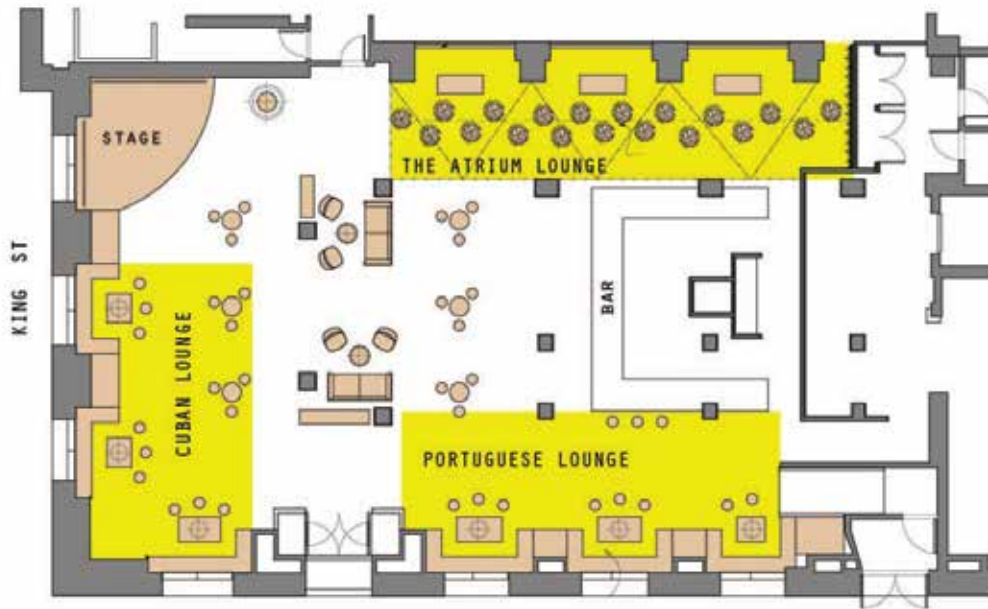 STAGE
THE ATRIUM LOUNGE
KING ST
CUBAN LOUNGE
BAR
PORTUGUESE LOUNGE